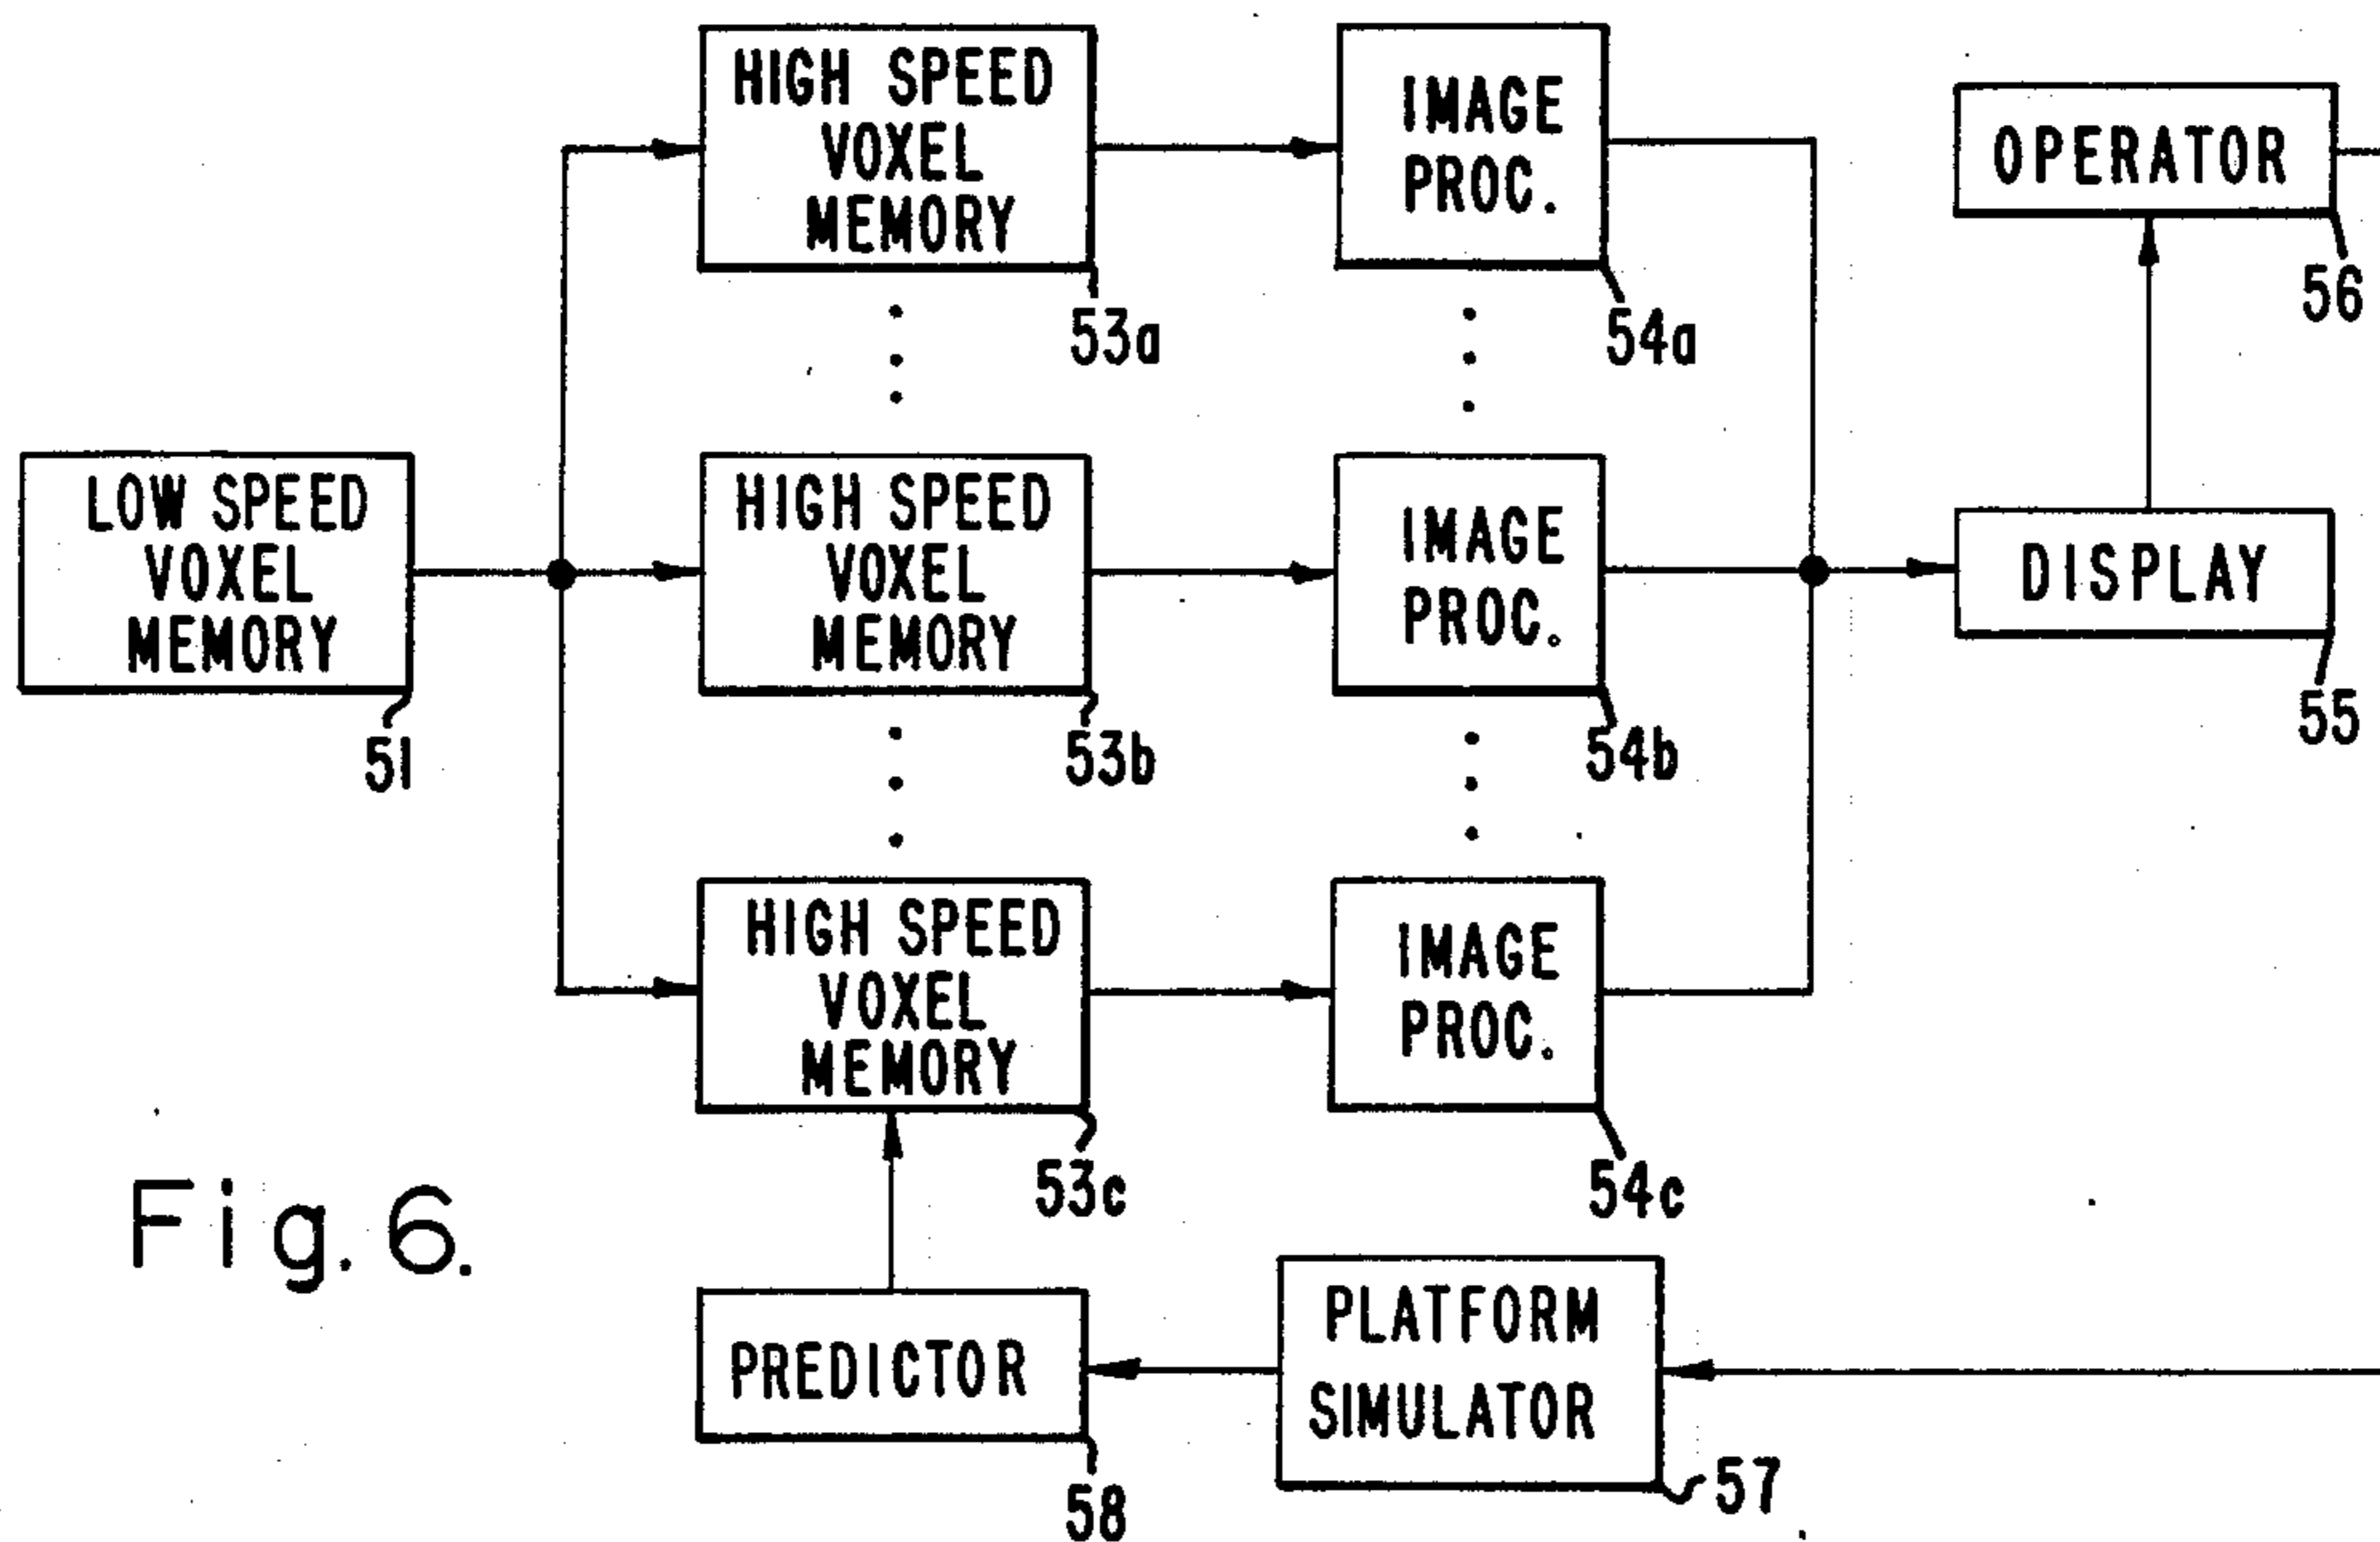 HIGH SPEED
VOXEL
MEMORY
53a
IMAGE
PROC.
54a
OPERATOR
56
LOW SPEED
VOXEL
MEMORY
51
HIGH SPEED
VOXEL
MEMORY
53b
IMAGE
PROC.
54b
DISPLAY
55
HIGH SPEED
VOXEL
MEMORY
53c
IMAGE
PROC.
54c
PREDICTOR
58
PLATFORM
SIMULATOR
57
Fig. 6.